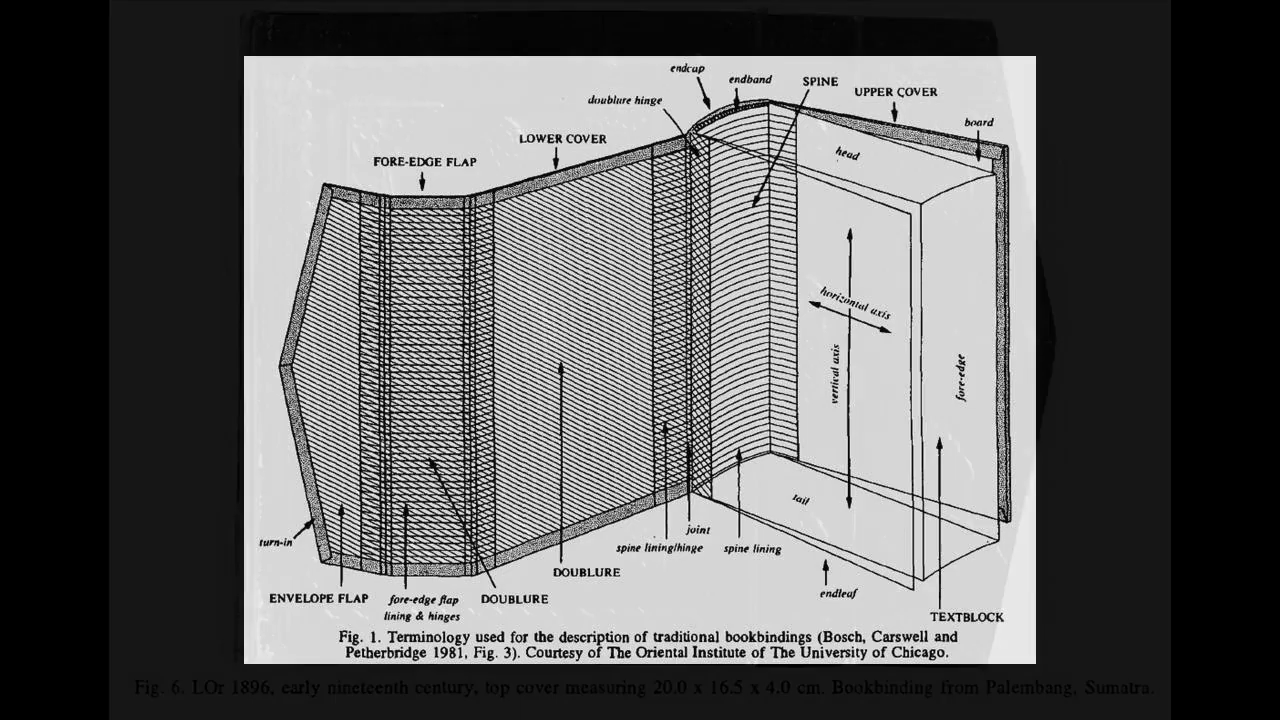 endcap
endband
SPINE
doublure hinge
UPPER COVER
board
LOWER COVER
head
FORE-EDGE FLAP
horizontal axis
vertical axis
fore-edge
tail
turn-in
joint
spine lining/hinge
spine lining
DOUBLURE
endleaf
ENVELOPE FLAP
fore-edge flap
lining & hinges
DOUBLURE
TEXTBLOCK
Fig. 1. Terminology used for the description of traditional bookbindings (Bosch, Carswell and
Petherbridge 1981, Fig. 3). Courtesy of The Oriental Institute of The University of Chicago.
Fig. 6. LOr 1896, early nineteenth century, top cover measuring 20.0 x 16.5 x 4.0 cm. Bookbinding from Palembang, Sumatra.